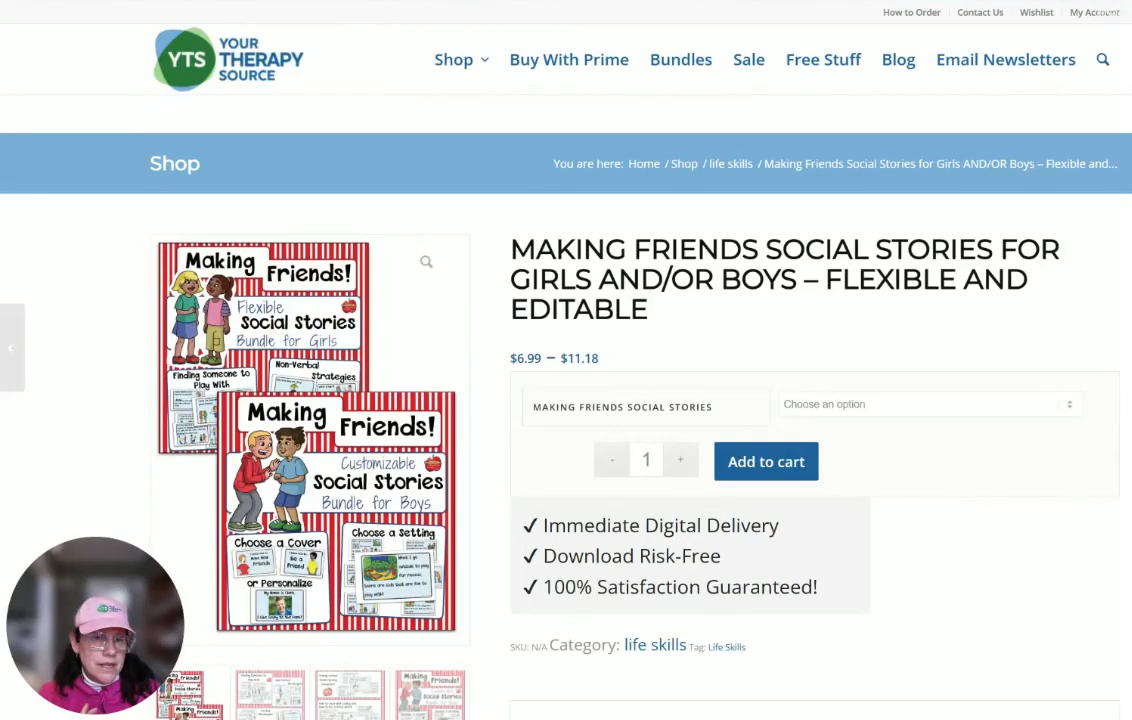 How to Order
Contact Us
Wishlist
My Account
YTS
YOUR
THERAPY
SOURCE
Shop
Buy With Prime
Bundles
Sale
Free Stuff
Blog
Email Newsletters
Shop
You are here: Home / Shop / life skills / Making Friends Social Stories for Girls AND/OR Boys – Flexible and...
Making Friends!
Flexible
Social Stories
Bundle for Girls
Finding Someone to
Play With
Non-Verbal
Strategies
Making Friends!
Customizable
Social Stories
Bundle for Boys
Choose a Cover
or Personalize
Choose a Setting
MAKING FRIENDS SOCIAL STORIES FOR
GIRLS AND/OR BOYS – FLEXIBLE AND
EDITABLE
$6.99 – $11.18
MAKING FRIENDS SOCIAL STORIES
Choose an option
- 1 +
Add to cart
✓ Immediate Digital Delivery
✓ Download Risk-Free
✓ 100% Satisfaction Guaranteed!
SKU: N/A Category: life skills Tag: Life Skills